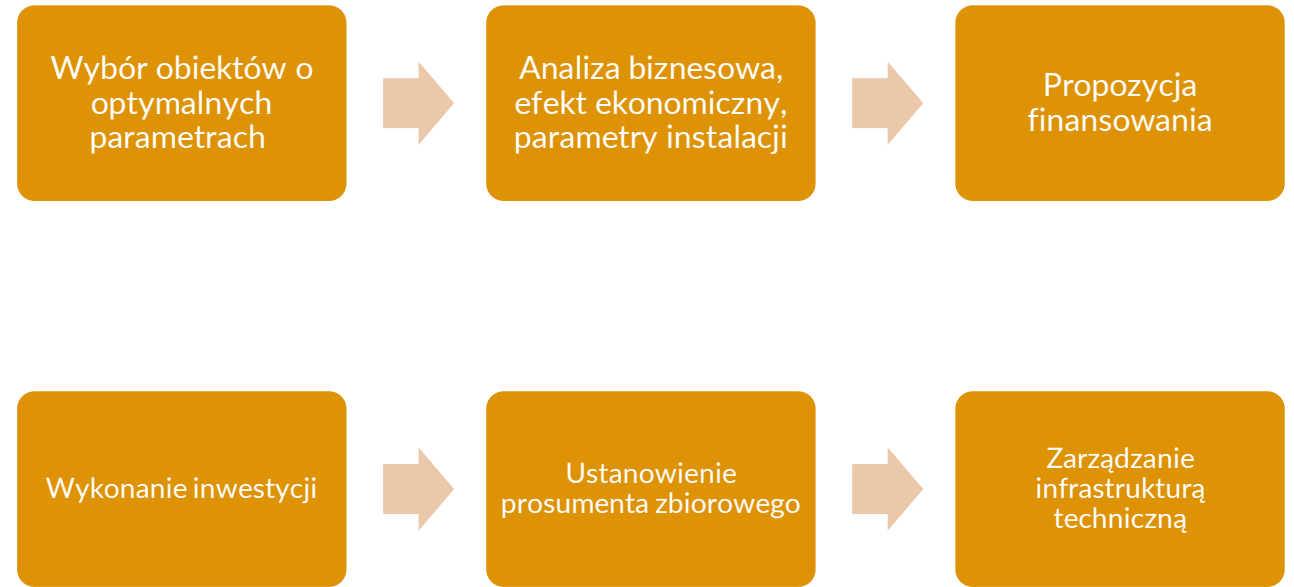 Wybór obiektów o
optymalnych
parametrach
Analiza biznesowa,
efekt ekonomiczny,
parametry instalacji
Propozycja
finansowania
Wykonanie inwestycji
Ustanowienie
prosumenta zbiorowego
Zarządzanie
infrastrukturą
techniczną